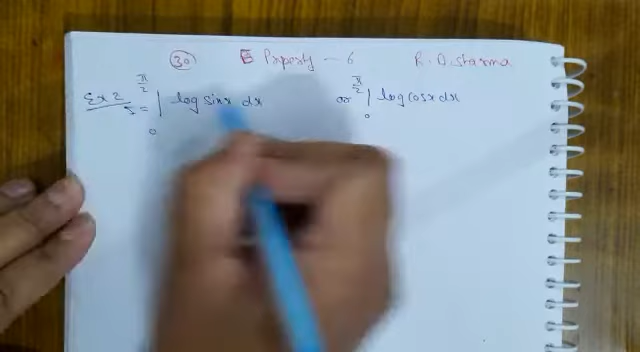 30 Property - 6 R.D. Sharma
Ex 2 I = ∫₀^(π/2) log sinx dx or ∫₀^(π/2) log cosx dx